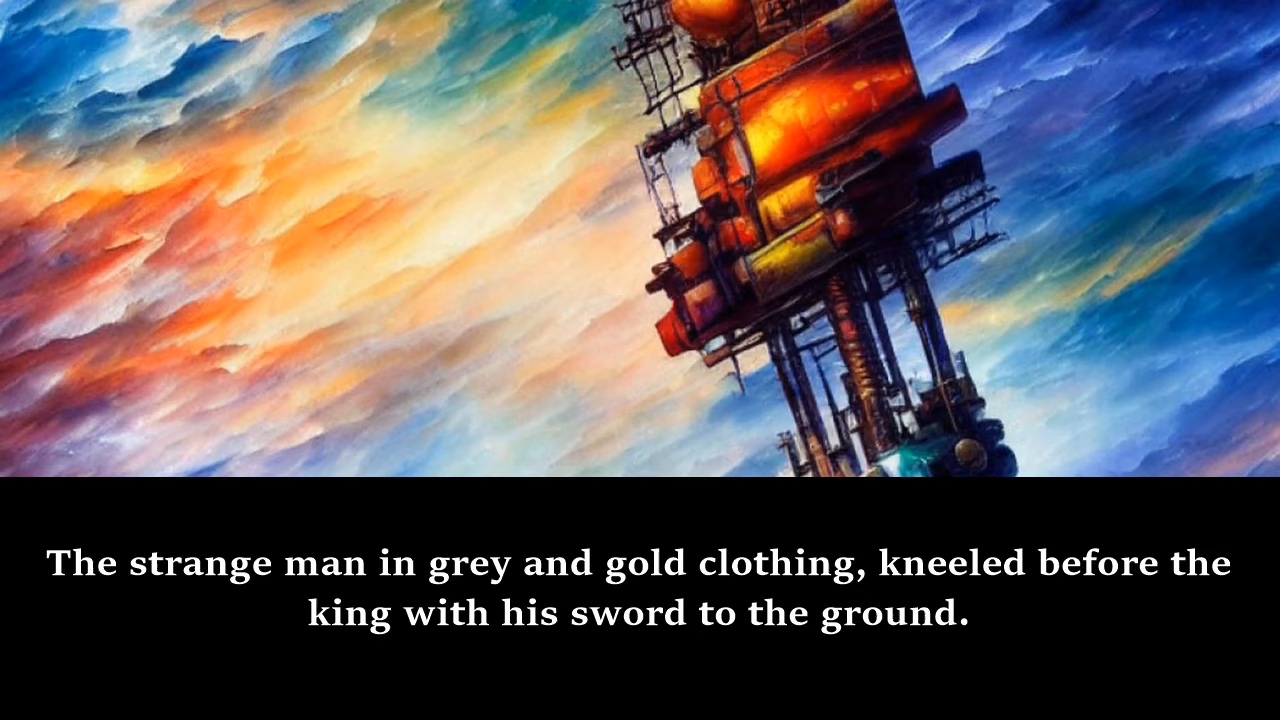 The strange man in grey and gold clothing, kneeled before the
king with his sword to the ground.